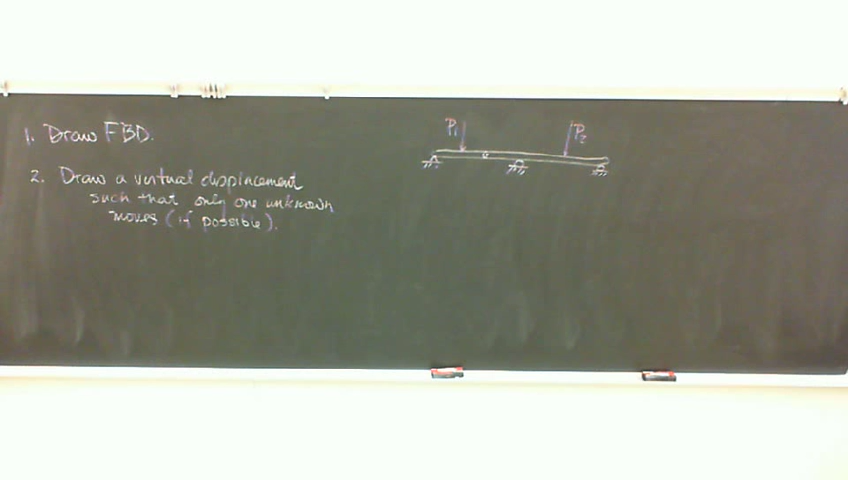 1. Draw FBD.
2. Draw a virtual displacement
such that only one unknown
moves (if possible).
P1
P2